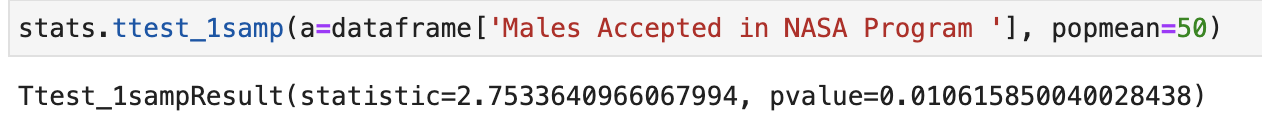 stats.ttest_1samp(a=dataframe['Males Accepted in NASA Program '], popmean=50)
Ttest_1sampResult(statistic=2.7533640966067994, pvalue=0.010615850040028438)